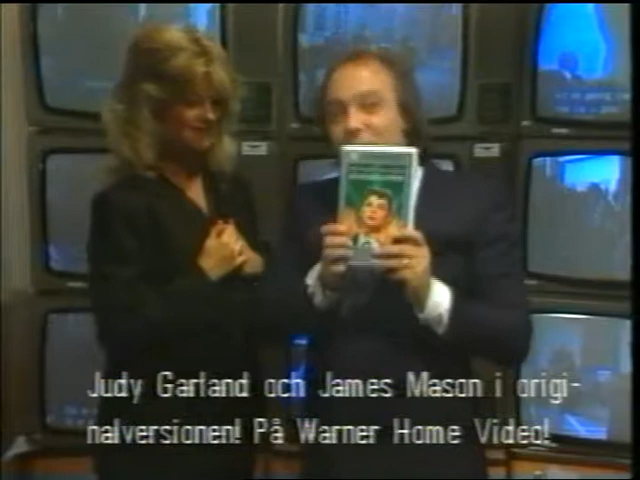 Judy Garland och James Mason i origi-
nalversionen! På Warner Home Video!